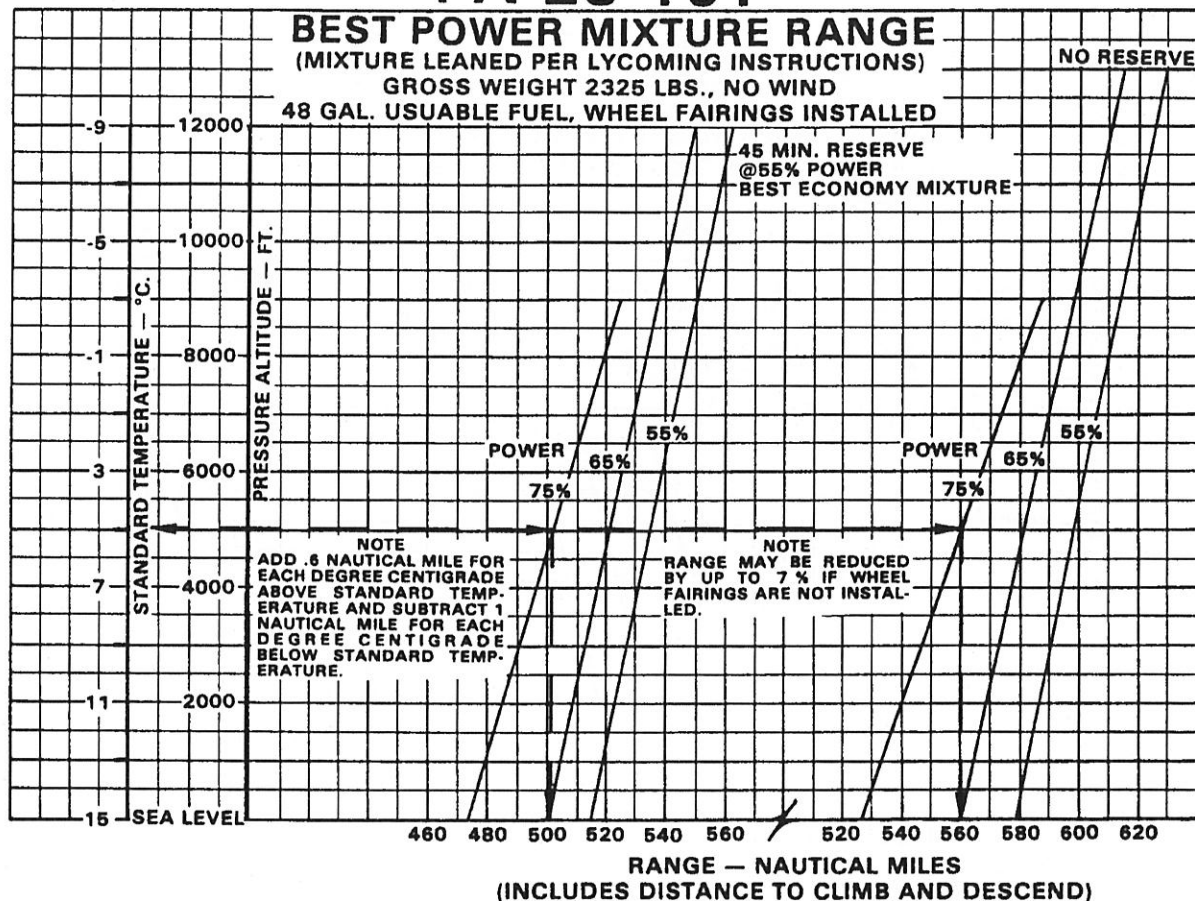 BEST POWER MIXTURE RANGE
(MIXTURE LEANED PER LYCOMING INSTRUCTIONS)
GROSS WEIGHT 2325 LBS., NO WIND
48 GAL. USUABLE FUEL, WHEEL FAIRINGS INSTALLED
NO RESERVE
45 MIN. RESERVE
@55% POWER
BEST ECONOMY MIXTURE
STANDARD TEMPERATURE — °C.
-9
-5
-1
3
7
11
15
PRESSURE ALTITUDE — FT.
12000
10000
8000
6000
4000
2000
SEA LEVEL
POWER
75%
65%
55%
POWER
75%
65%
55%
NOTE
ADD .6 NAUTICAL MILE FOR
EACH DEGREE CENTIGRADE
ABOVE STANDARD TEMP-
ERATURE AND SUBTRACT 1
NAUTICAL MILE FOR EACH
DEGREE CENTIGRADE
BELOW STANDARD TEMP-
ERATURE.
NOTE
RANGE MAY BE REDUCED
BY UP TO 7 % IF WHEEL
FAIRINGS ARE NOT INSTAL-
LED.
460 480 500 520 540 560 520 540 560 580 600 620
RANGE — NAUTICAL MILES
(INCLUDES DISTANCE TO CLIMB AND DESCEND)